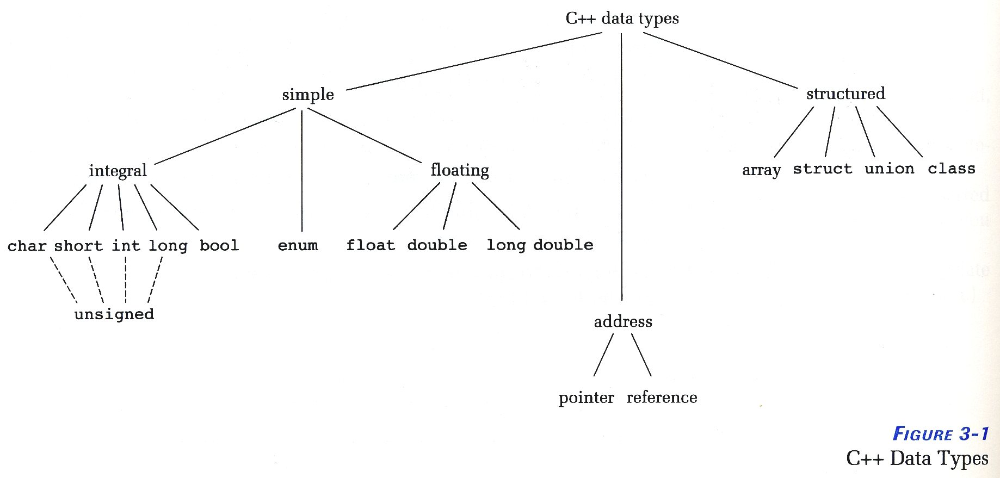 C++ data types
simple
structured
integral
floating
array struct union class
char short int long bool enum float double long double
unsigned
address
pointer reference
FIGURE 3-1
C++ Data Types